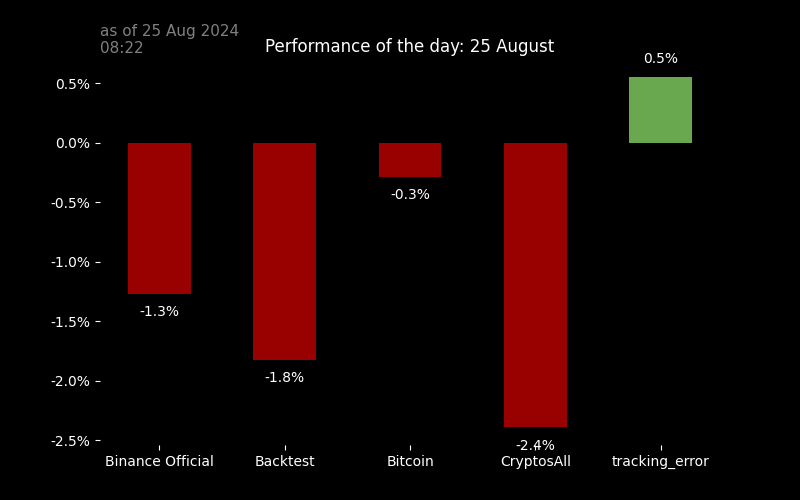 as of 25 Aug 2024
08:22
Performance of the day: 25 August
0.5%
0.5%
0.0%
-0.5%
-0.3%
-1.0%
-1.3%
-1.5%
-1.8%
-2.0%
-2.5%
-2.4%
Binance Official
Backtest
Bitcoin
CryptosAll
tracking_error